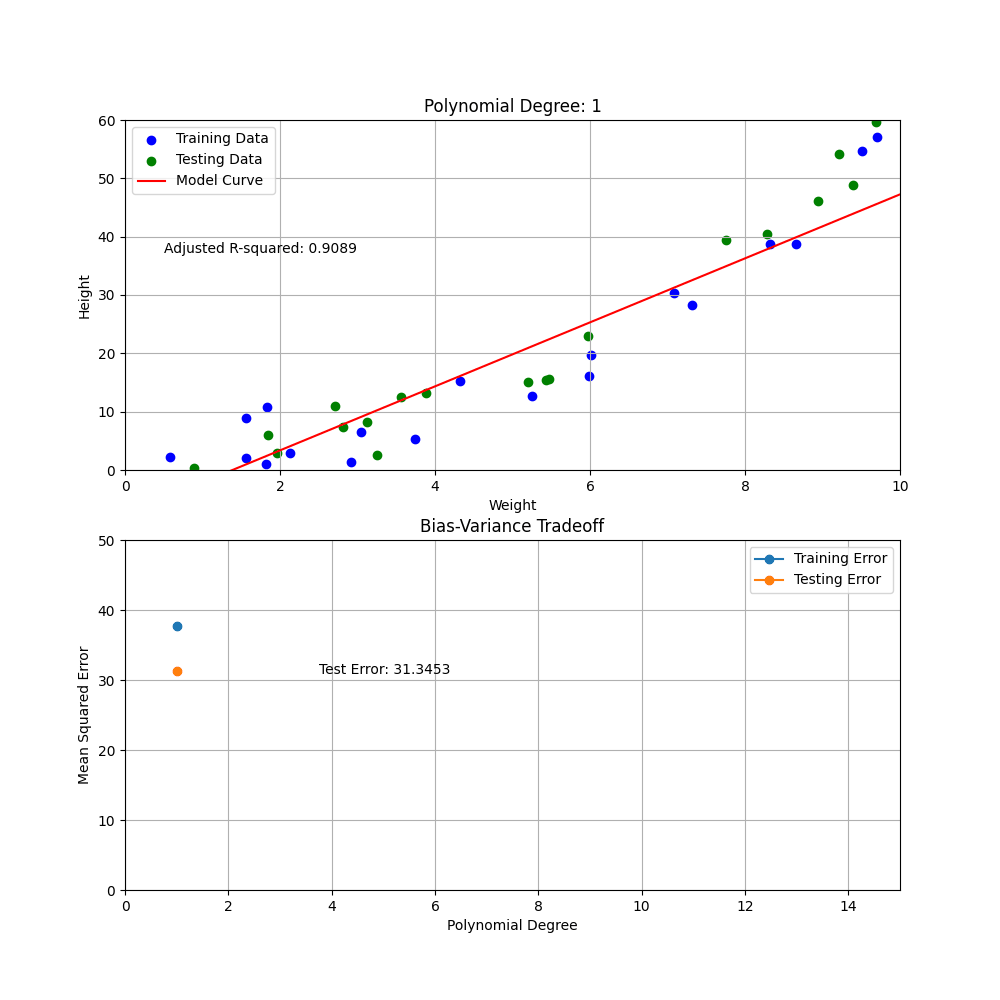 Polynomial Degree: 1
60
50
40
30
20
10
0
Height
Training Data
Testing Data
Model Curve
Adjusted R-squared: 0.9089
0 2 4 6 8 10
Weight
Bias-Variance Tradeoff
50
40
30
20
10
0
Mean Squared Error
Training Error
Testing Error
Test Error: 31.3453
0 2 4 6 8 10 12 14
Polynomial Degree